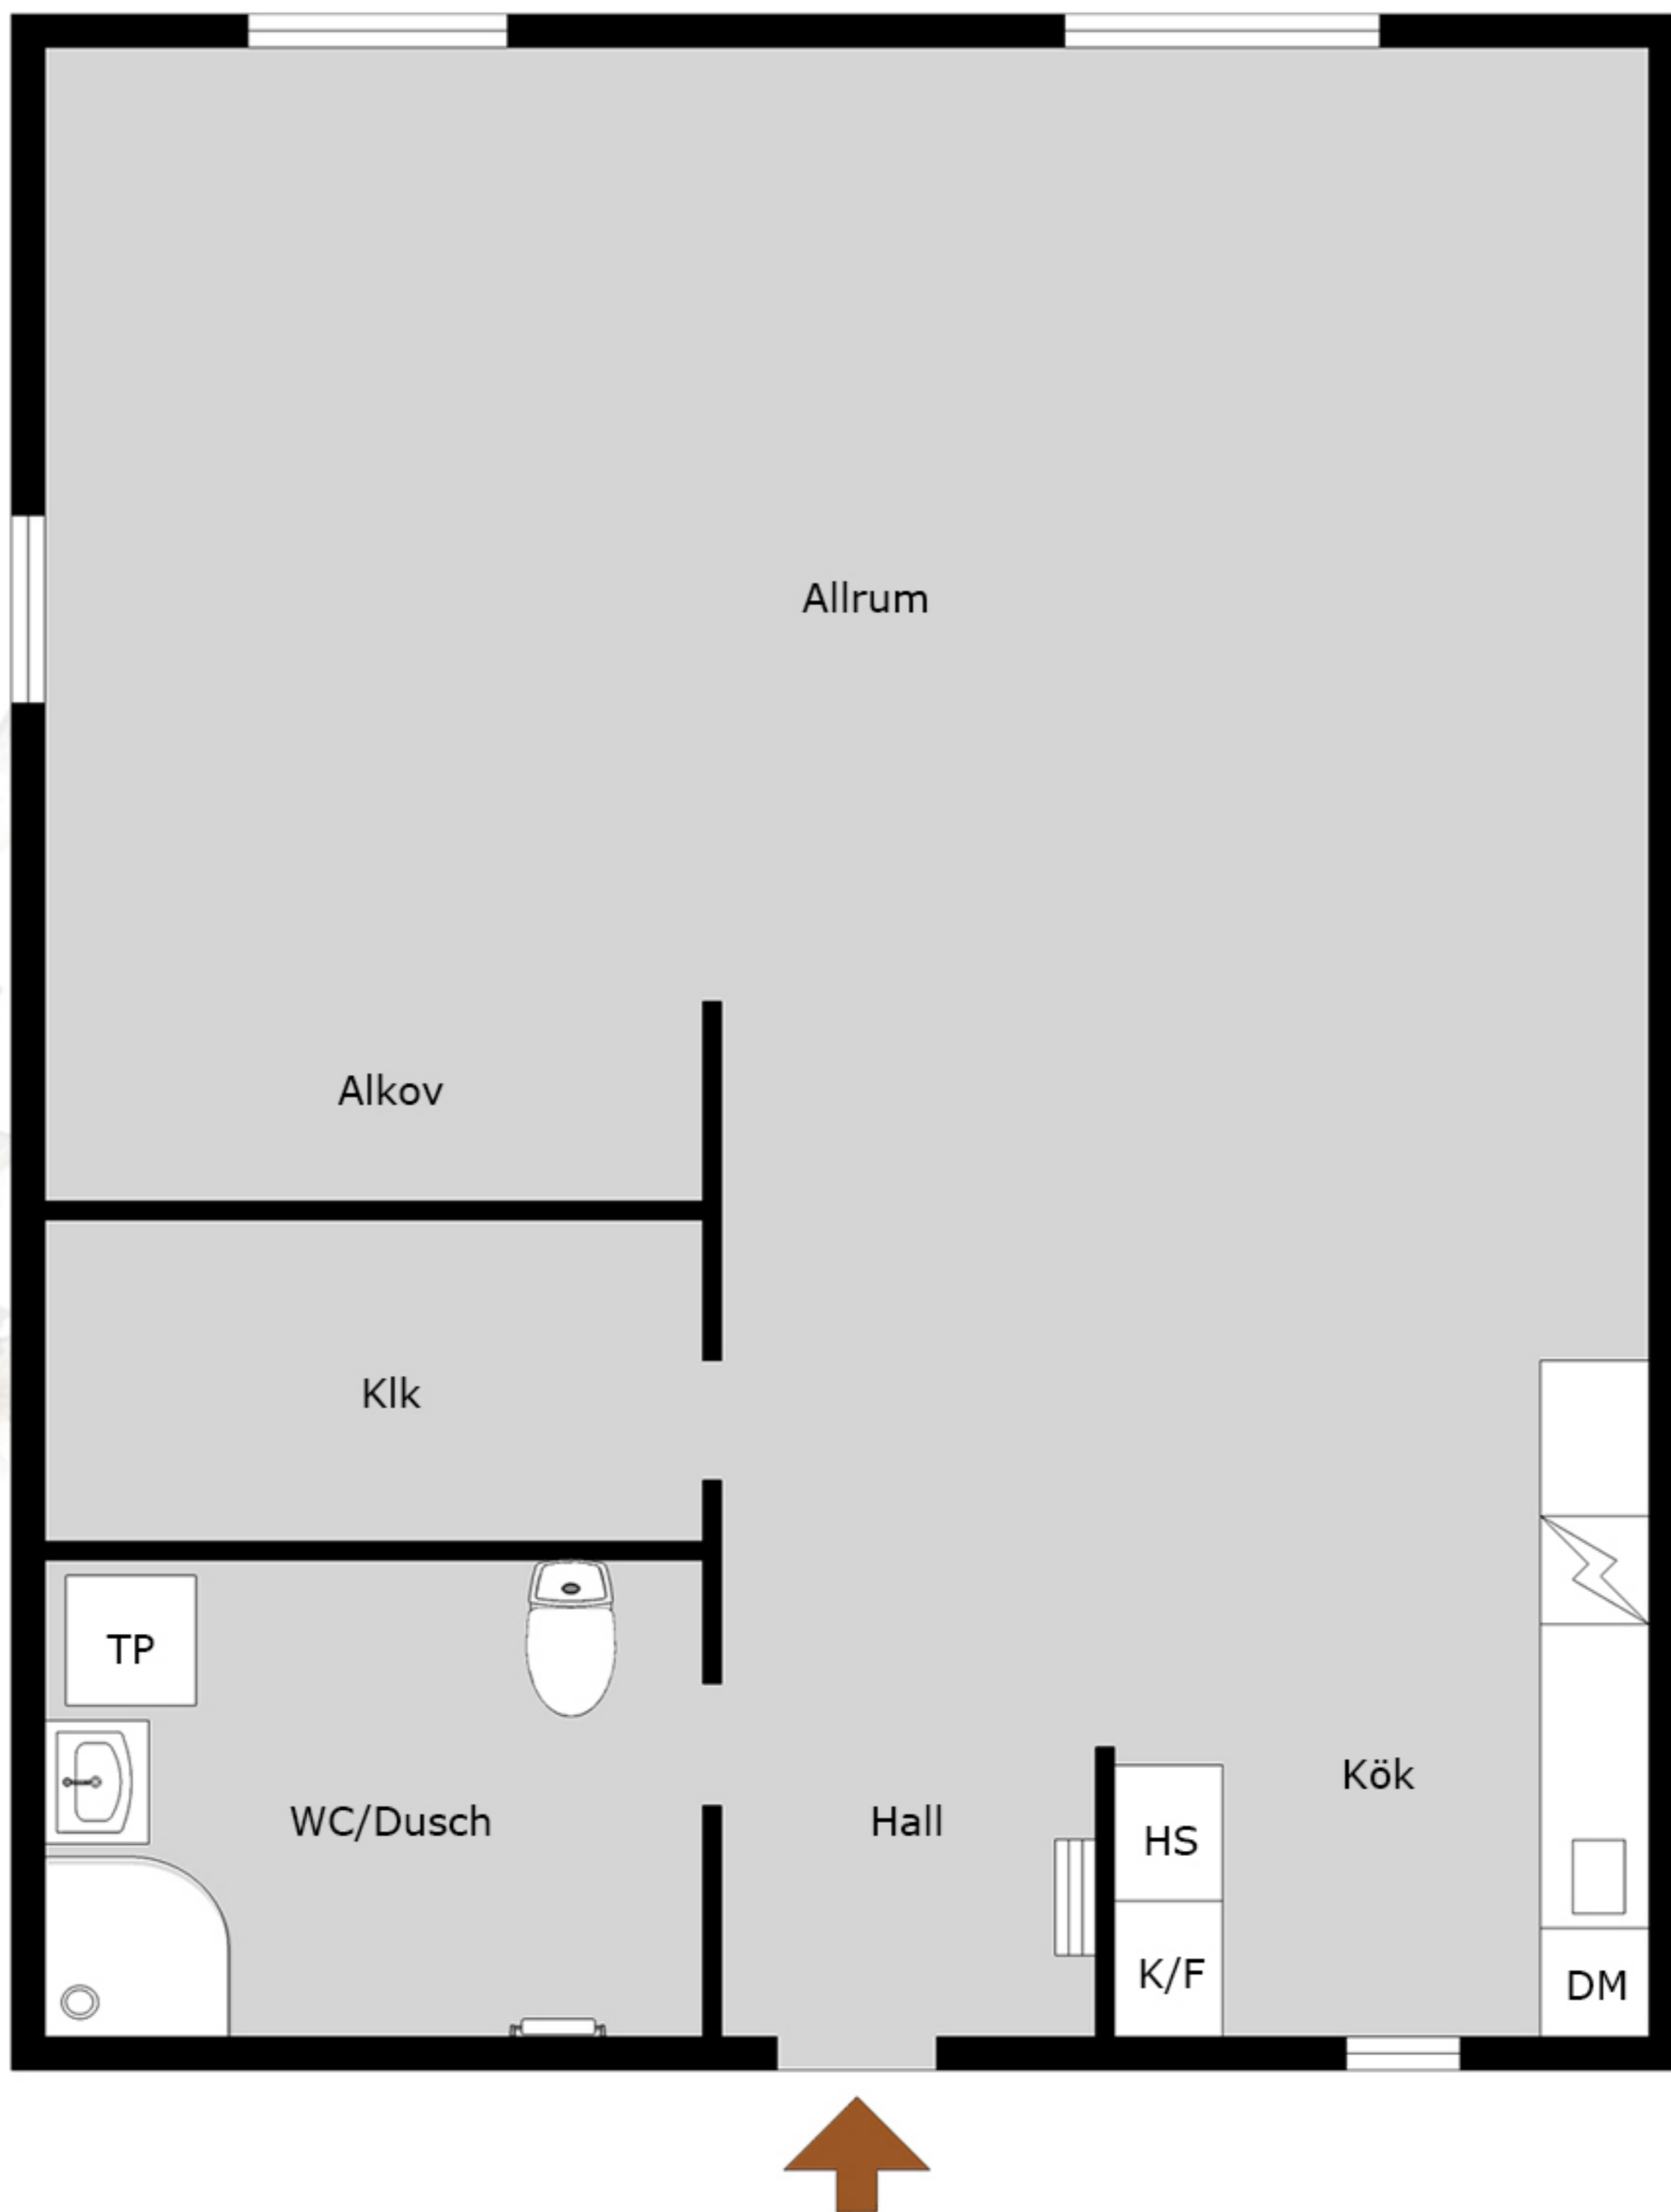 Allrum
Alkov
Klk
TP
WC/Dusch
Hall
Kök
HS
K/F
DM